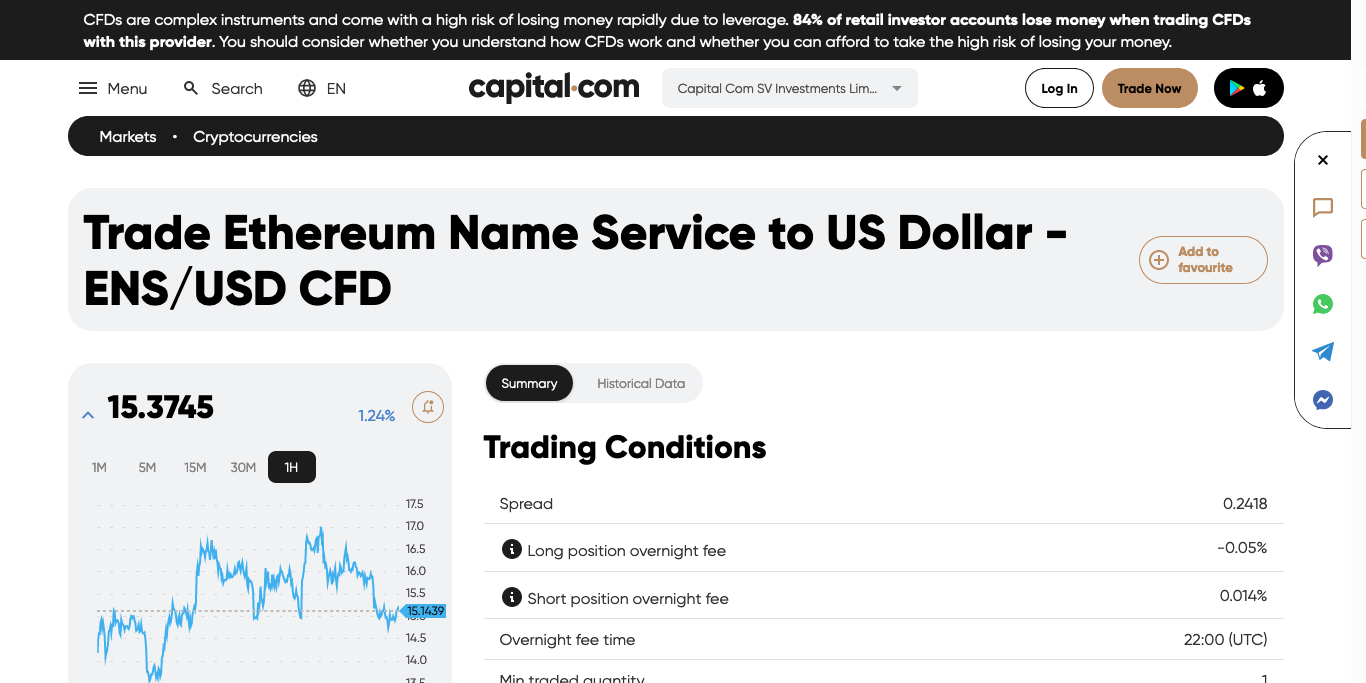 CFDs are complex instruments and come with a high risk of losing money rapidly due to leverage. 84% of retail investor accounts lose money when trading CFDs
with this provider. You should consider whether you understand how CFDs work and whether you can afford to take the high risk of losing your money.
Menu
Search
EN
capital.com
Capital Com SV Investments Lim...
Log In
Trade Now
Markets • Cryptocurrencies
Trade Ethereum Name Service to US Dollar -
ENS/USD CFD
Add to
favourite
15.3745
1.24%
1M 5M 15M 30M 1H
17.5
17.0
16.5
16.0
15.5
15.1439
14.5
14.0
13.5
Summary
Historical Data
Trading Conditions
Spread 0.2418
Long position overnight fee -0.05%
Short position overnight fee 0.014%
Overnight fee time 22:00 (UTC)
Min traded quantity 1